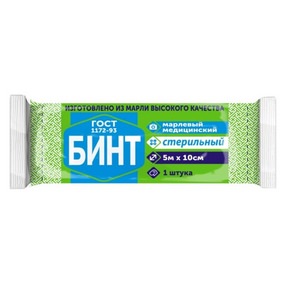 ИЗГОТОВЛЕНО ИЗ МАРЛИ ВЫСОКОГО КАЧЕСТВА
ГОСТ
1172-93
БИНТ
марлевый
медицинский
стерильный
5м x 10см
1 штука